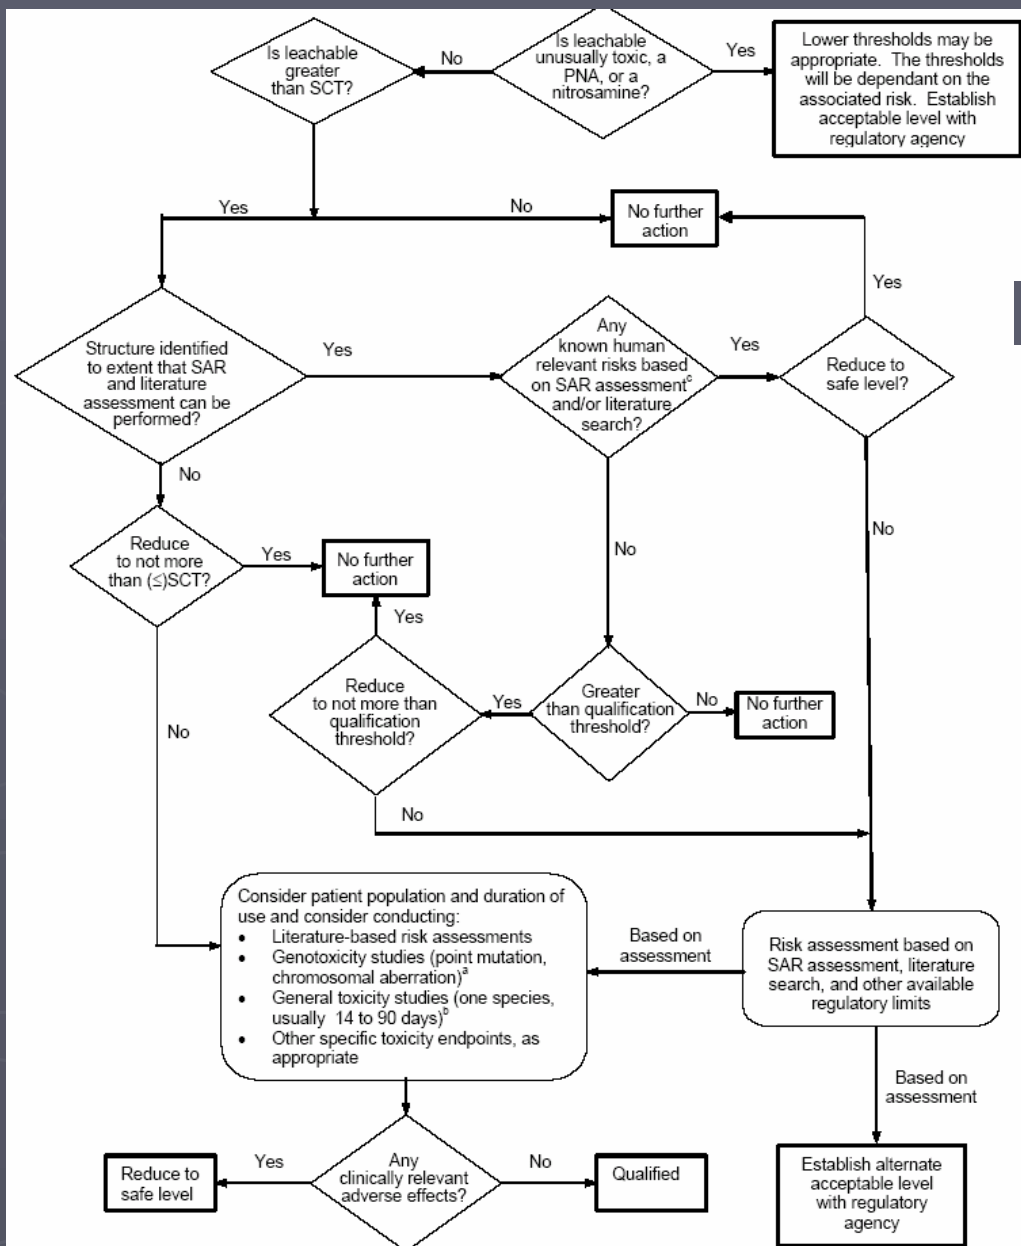 Is leachable
greater
than SCT?
No
Is leachable
unusually toxic, a
PNA, or a
nitrosamine?
Yes
Lower thresholds may be
appropriate. The thresholds
will be dependant on the
associated risk. Establish
acceptable level with
regulatory agency
Yes
No
No further
action
Yes
Structure identified
to extent that SAR
and literature
assessment can be
performed?
Yes
Any
known human
relevant risks based
on SAR assessmentᶜ
and/or literature
search?
Yes
Reduce to
safe level?
No
No
No
Reduce
to not more
than (≤)SCT?
Yes
No further
action
Yes
No
Reduce
to not more than
qualification
threshold?
Yes
Greater
than qualification
threshold?
No
No further
action
No
Consider patient population and duration of
use and consider conducting:
• Literature-based risk assessments
• Genotoxicity studies (point mutation,
chromosomal aberration)ᵃ
• General toxicity studies (one species,
usually 14 to 90 days)ᵇ
• Other specific toxicity endpoints, as
appropriate
Based on
assessment
Risk assessment based on
SAR assessment, literature
search, and other available
regulatory limits
Based on
assessment
Reduce to
safe level
Yes
Any
clinically relevant
adverse effects?
No
Qualified
Establish alternate
acceptable level
with regulatory
agency